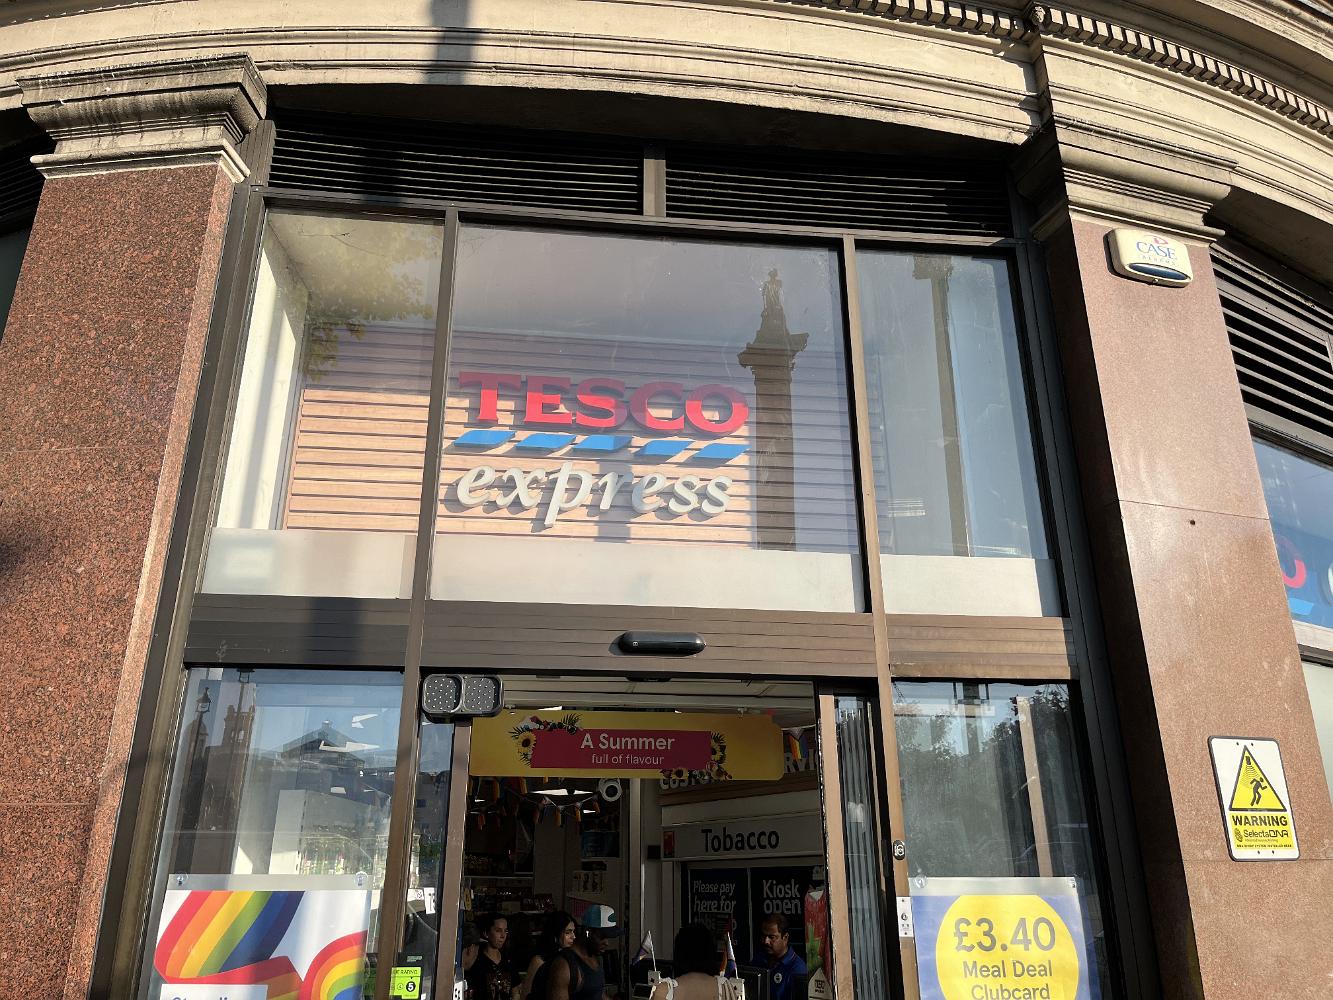 CASE
TESCO
express
A Summer
full of flavour
Tobacco
Please pay
here for
Kiosk
open
WARNING
SelectaDNA
£3.40
Meal Deal
Clubcard
5